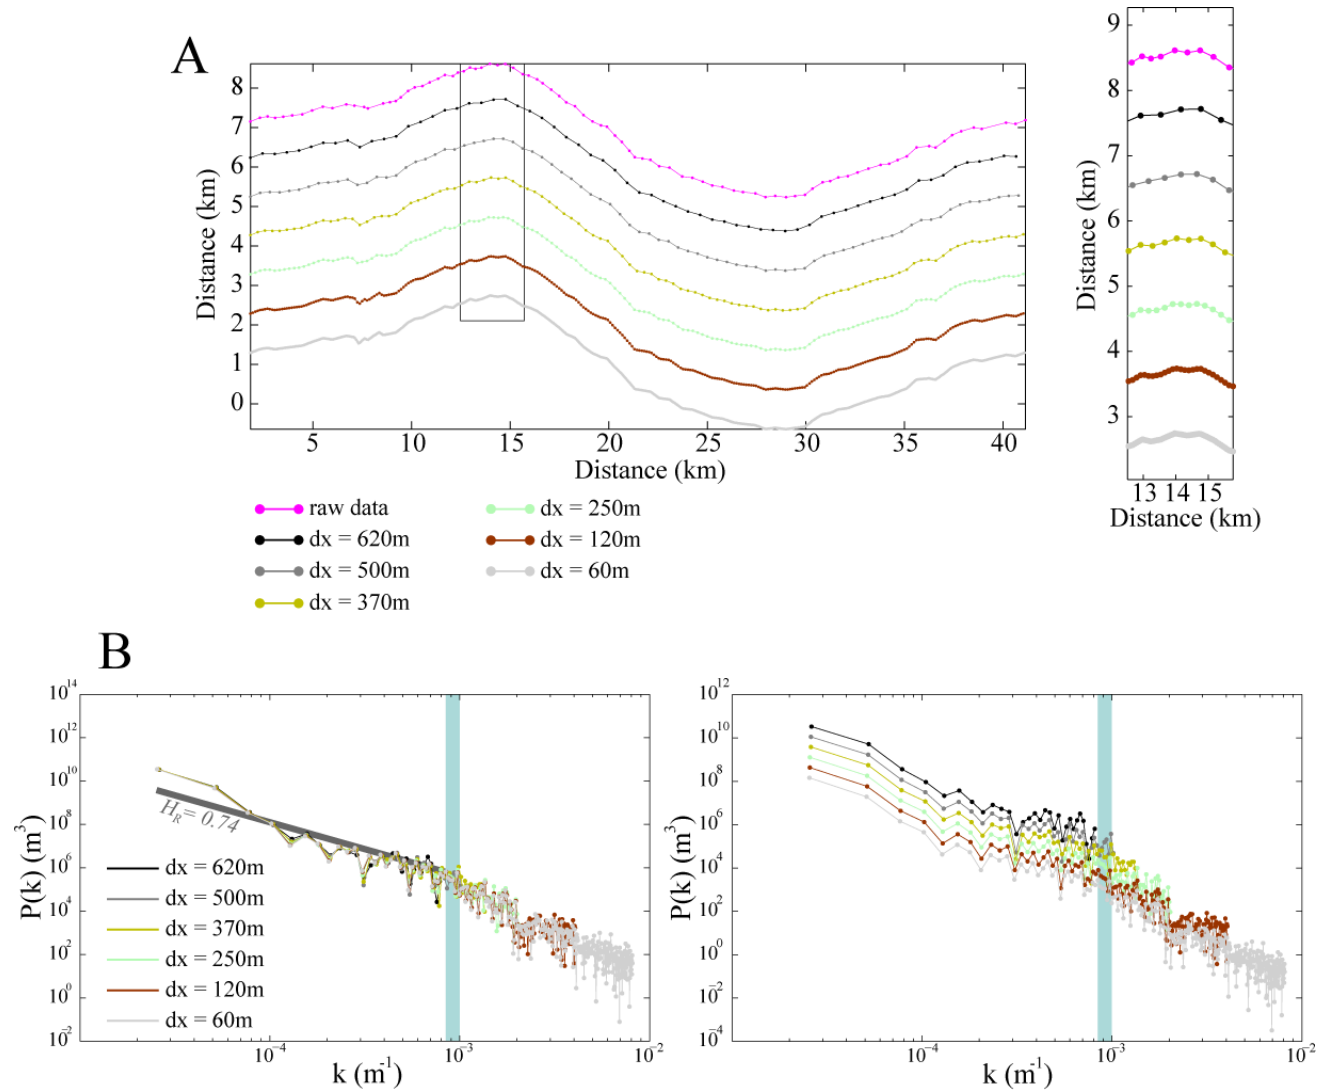 A
8
7
6
5
4
3
2
1
0
Distance (km)
5 10 15 20 25 30 35 40
Distance (km)
9
8
7
6
5
4
3
Distance (km)
13 14 15
Distance (km)
raw data
dx = 620m
dx = 500m
dx = 370m
dx = 250m
dx = 120m
dx = 60m
B
10^14
10^12
10^10
10^8
10^6
10^4
10^2
10^0
10^-2
P(k) (m^3)
H_R = 0.74
dx = 620m
dx = 500m
dx = 370m
dx = 250m
dx = 120m
dx = 60m
10^-4 10^-3 10^-2
k (m^-1)
10^12
10^10
10^8
10^6
10^4
10^2
10^0
10^-2
10^-4
P(k) (m^3)
10^-4 10^-3 10^-2
k (m^-1)